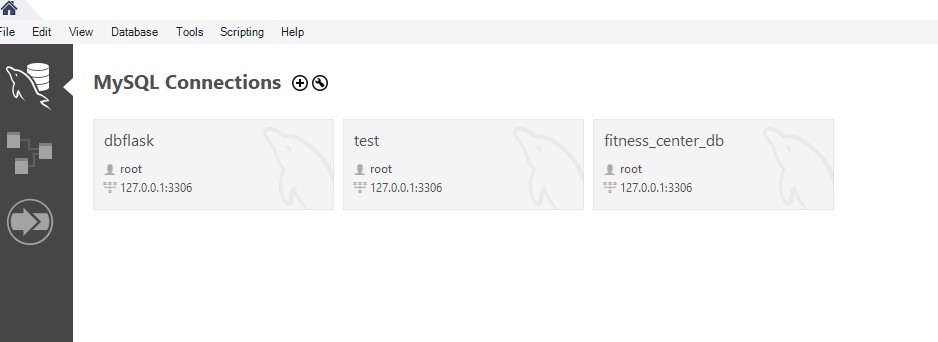 File Edit View Database Tools Scripting Help
MySQL Connections
dbflask
root
127.0.0.1:3306
test
root
127.0.0.1:3306
fitness_center_db
root
127.0.0.1:3306